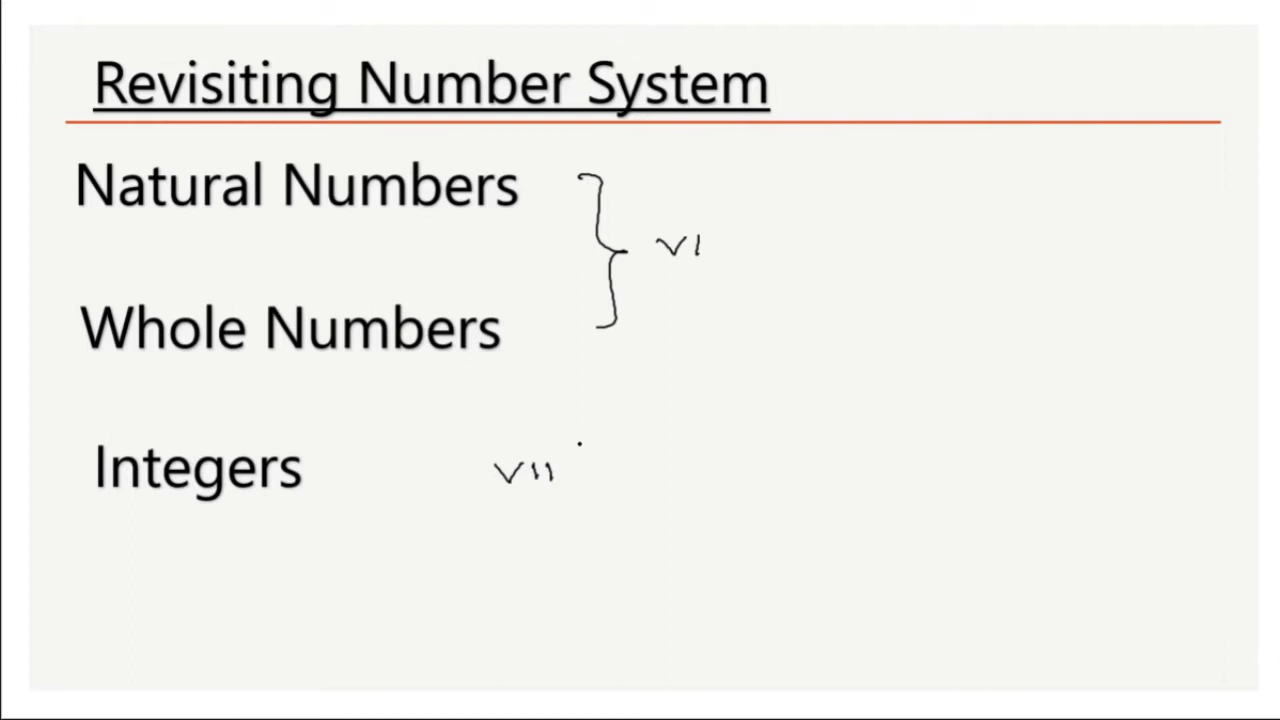 Revisiting Number System
Natural Numbers
VI
Whole Numbers
Integers VII